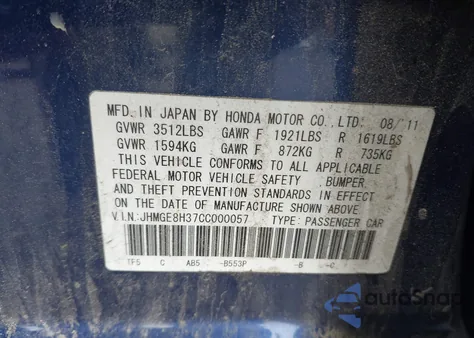 MFD. IN JAPAN BY HONDA MOTOR CO., LTD. 08/11
GVWR 3512LBS GAWR F 1921LBS R 1619LBS
GVWR 1594KG GAWR F 872KG R 735KG
THIS VEHICLE CONFORMS TO ALL APPLICABLE
FEDERAL MOTOR VEHICLE SAFETY , BUMPER
AND THEFT PREVENTION STANDARDS IN EFFECT
ON THE DATE OF MANUFACTURE SHOWN ABOVE.
V.I.N.:JHMGE8H37CC000057 TYPE: PASSENGER CAR
TF5 C AB5 -B553P -B -C
autoSnap